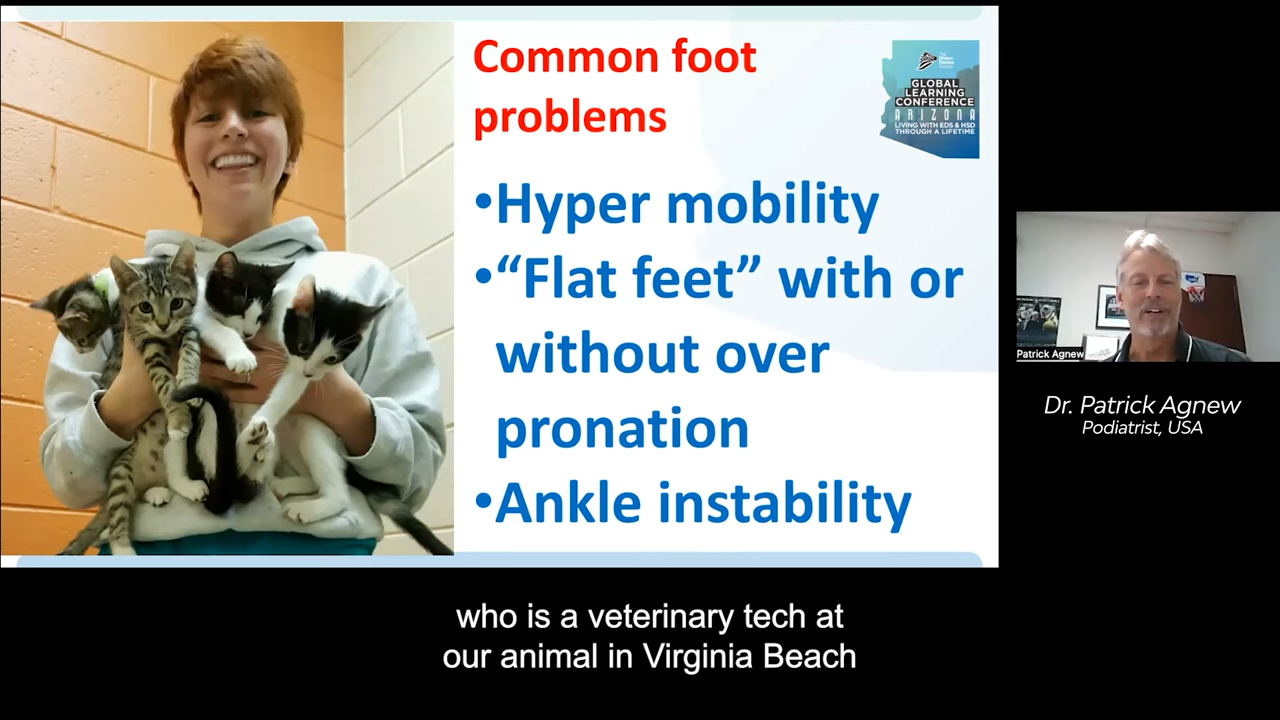 Common foot
problems
•Hyper mobility
•“Flat feet” with or
without over
pronation
•Ankle instability
GLOBAL
LEARNING
CONFERENCE
ARIZONA
LIVING WITH EDS & HSD
THROUGH A LIFETIME
Patrick Agnew
Dr. Patrick Agnew
Podiatrist, USA
who is a veterinary tech at
our animal in Virginia Beach